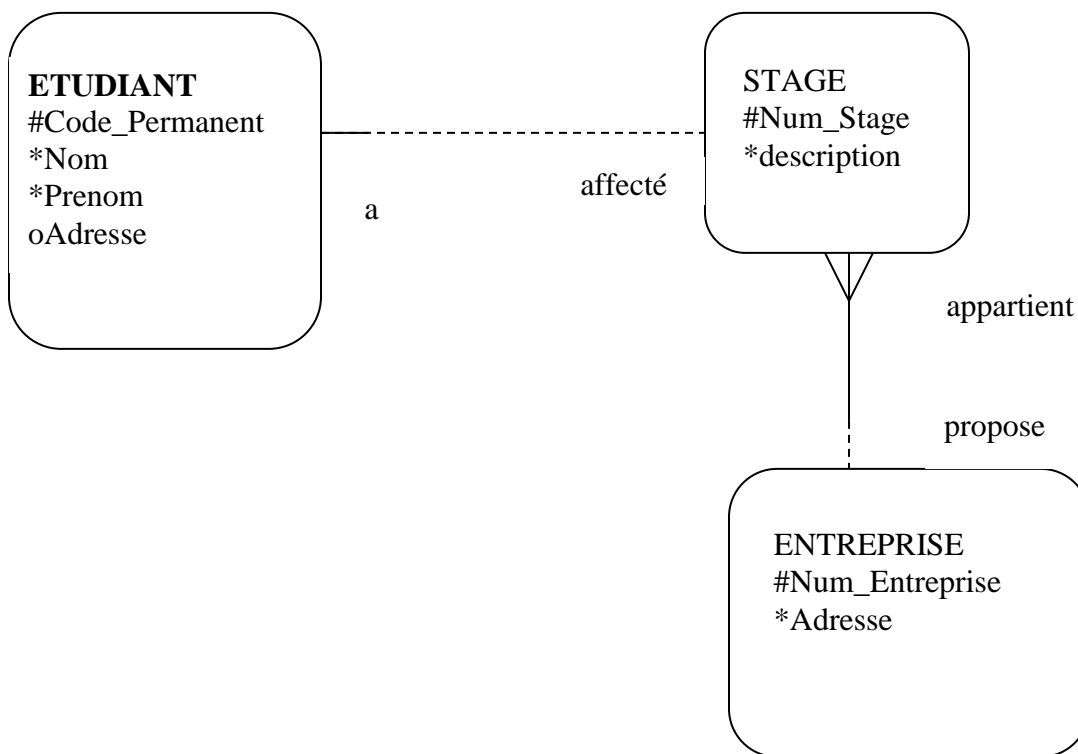 ETUDIANT
#Code_Permanent
*Nom
*Prenom
oAdresse
a
affecté
STAGE
#Num_Stage
*description
appartient
propose
ENTREPRISE
#Num_Entreprise
*Adresse